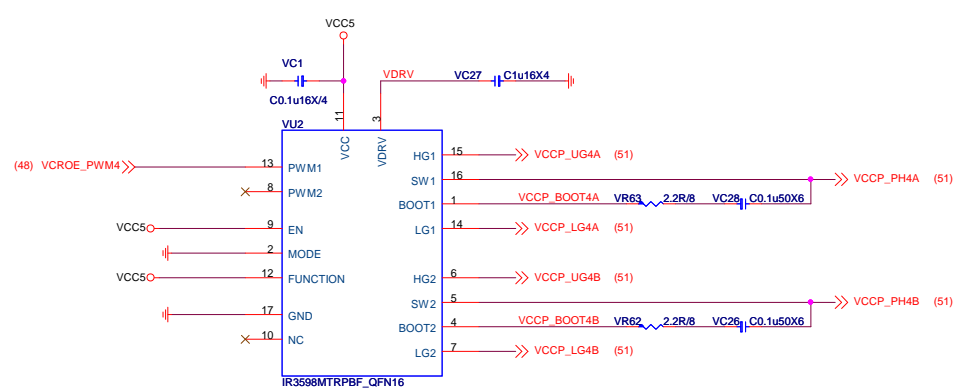 VCC5
VC1
C0.1u16X/4
VDRV
VC27
C1u16X4
VU2
11
3
VCC
VDRV
(48) VCROE_PWM4
13
PWM1
HG1
15
VCCP_UG4A (51)
8
PWM2
SW1
16
VCCP_PH4A (51)
BOOT1
1
VCCP_BOOT4A
VR63
2.2R/8
VC28
C0.1u50X6
VCC5
9
EN
LG1
14
VCCP_LG4A (51)
2
MODE
VCC5
12
FUNCTION
HG2
6
VCCP_UG4B (51)
SW2
5
VCCP_PH4B (51)
17
GND
BOOT2
4
VCCP_BOOT4B
VR62
2.2R/8
VC26
C0.1u50X6
10
NC
LG2
7
VCCP_LG4B (51)
IR3598MTRPBF_QFN16